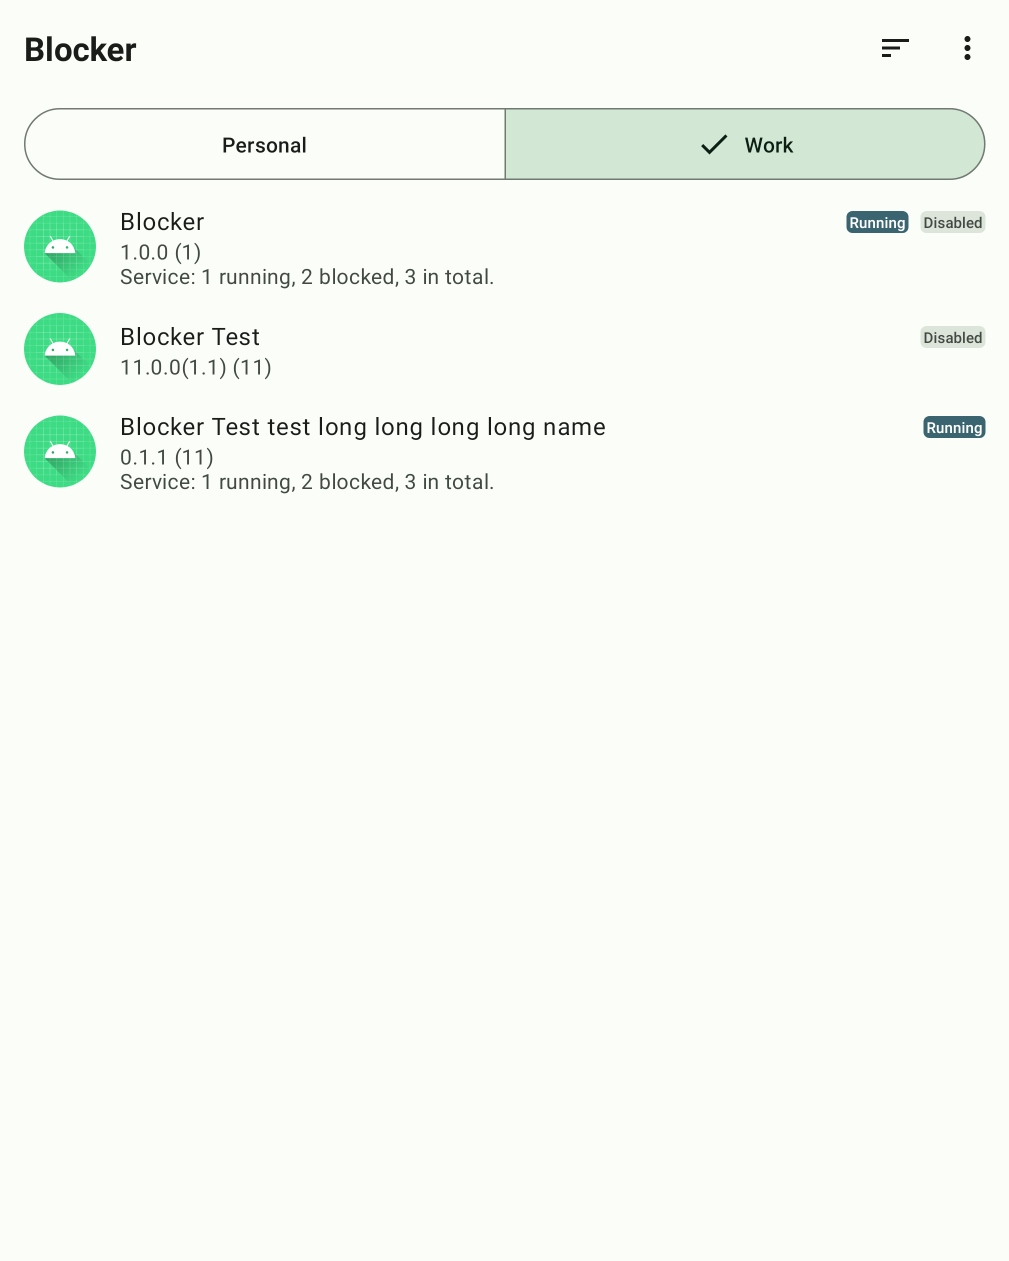 Blocker
Personal
Work
Blocker
Running
Disabled
1.0.0 (1)
Service: 1 running, 2 blocked, 3 in total.
Blocker Test
Disabled
11.0.0(1.1) (11)
Blocker Test test long long long long name
Running
0.1.1 (11)
Service: 1 running, 2 blocked, 3 in total.